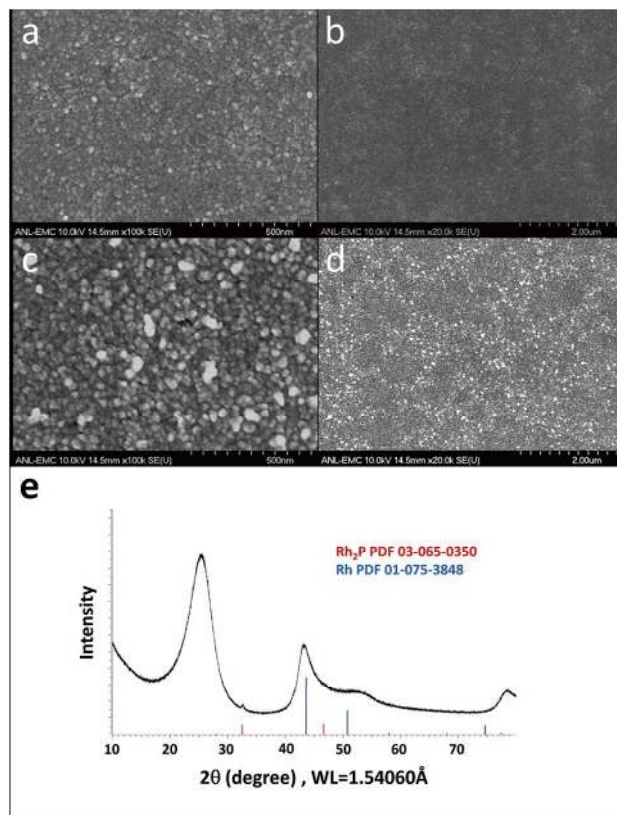 a
b
ANL-EMC 10.0kV 14.5mm x100k SE(U) 500nm
ANL-EMC 10.0kV 14.5mm x20.0k SE(U) 2.00um
c
d
ANL-EMC 10.0kV 14.5mm x100k SE(U) 500nm
ANL-EMC 10.0kV 14.5mm x20.0k SE(U) 2.00um
e
Rh₂P PDF 03-065-0350
Rh PDF 01-075-3848
Intensity
10 20 30 40 50 60 70
2θ (degree) , WL=1.54060Å